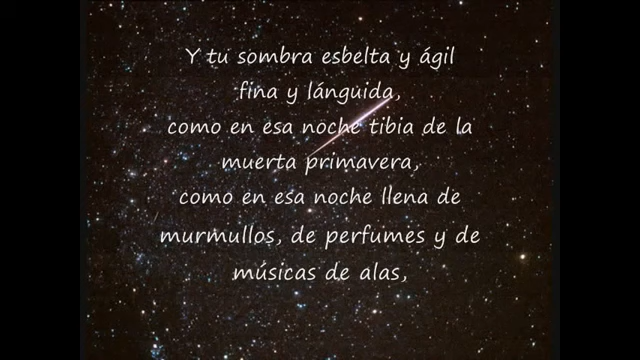 Y tu sombra esbelta y ágil
fina y lánguida,
como en esa noche tibia de la
muerta primavera,
como en esa noche llena de
murmullos, de perfumes y de
músicas de alas,